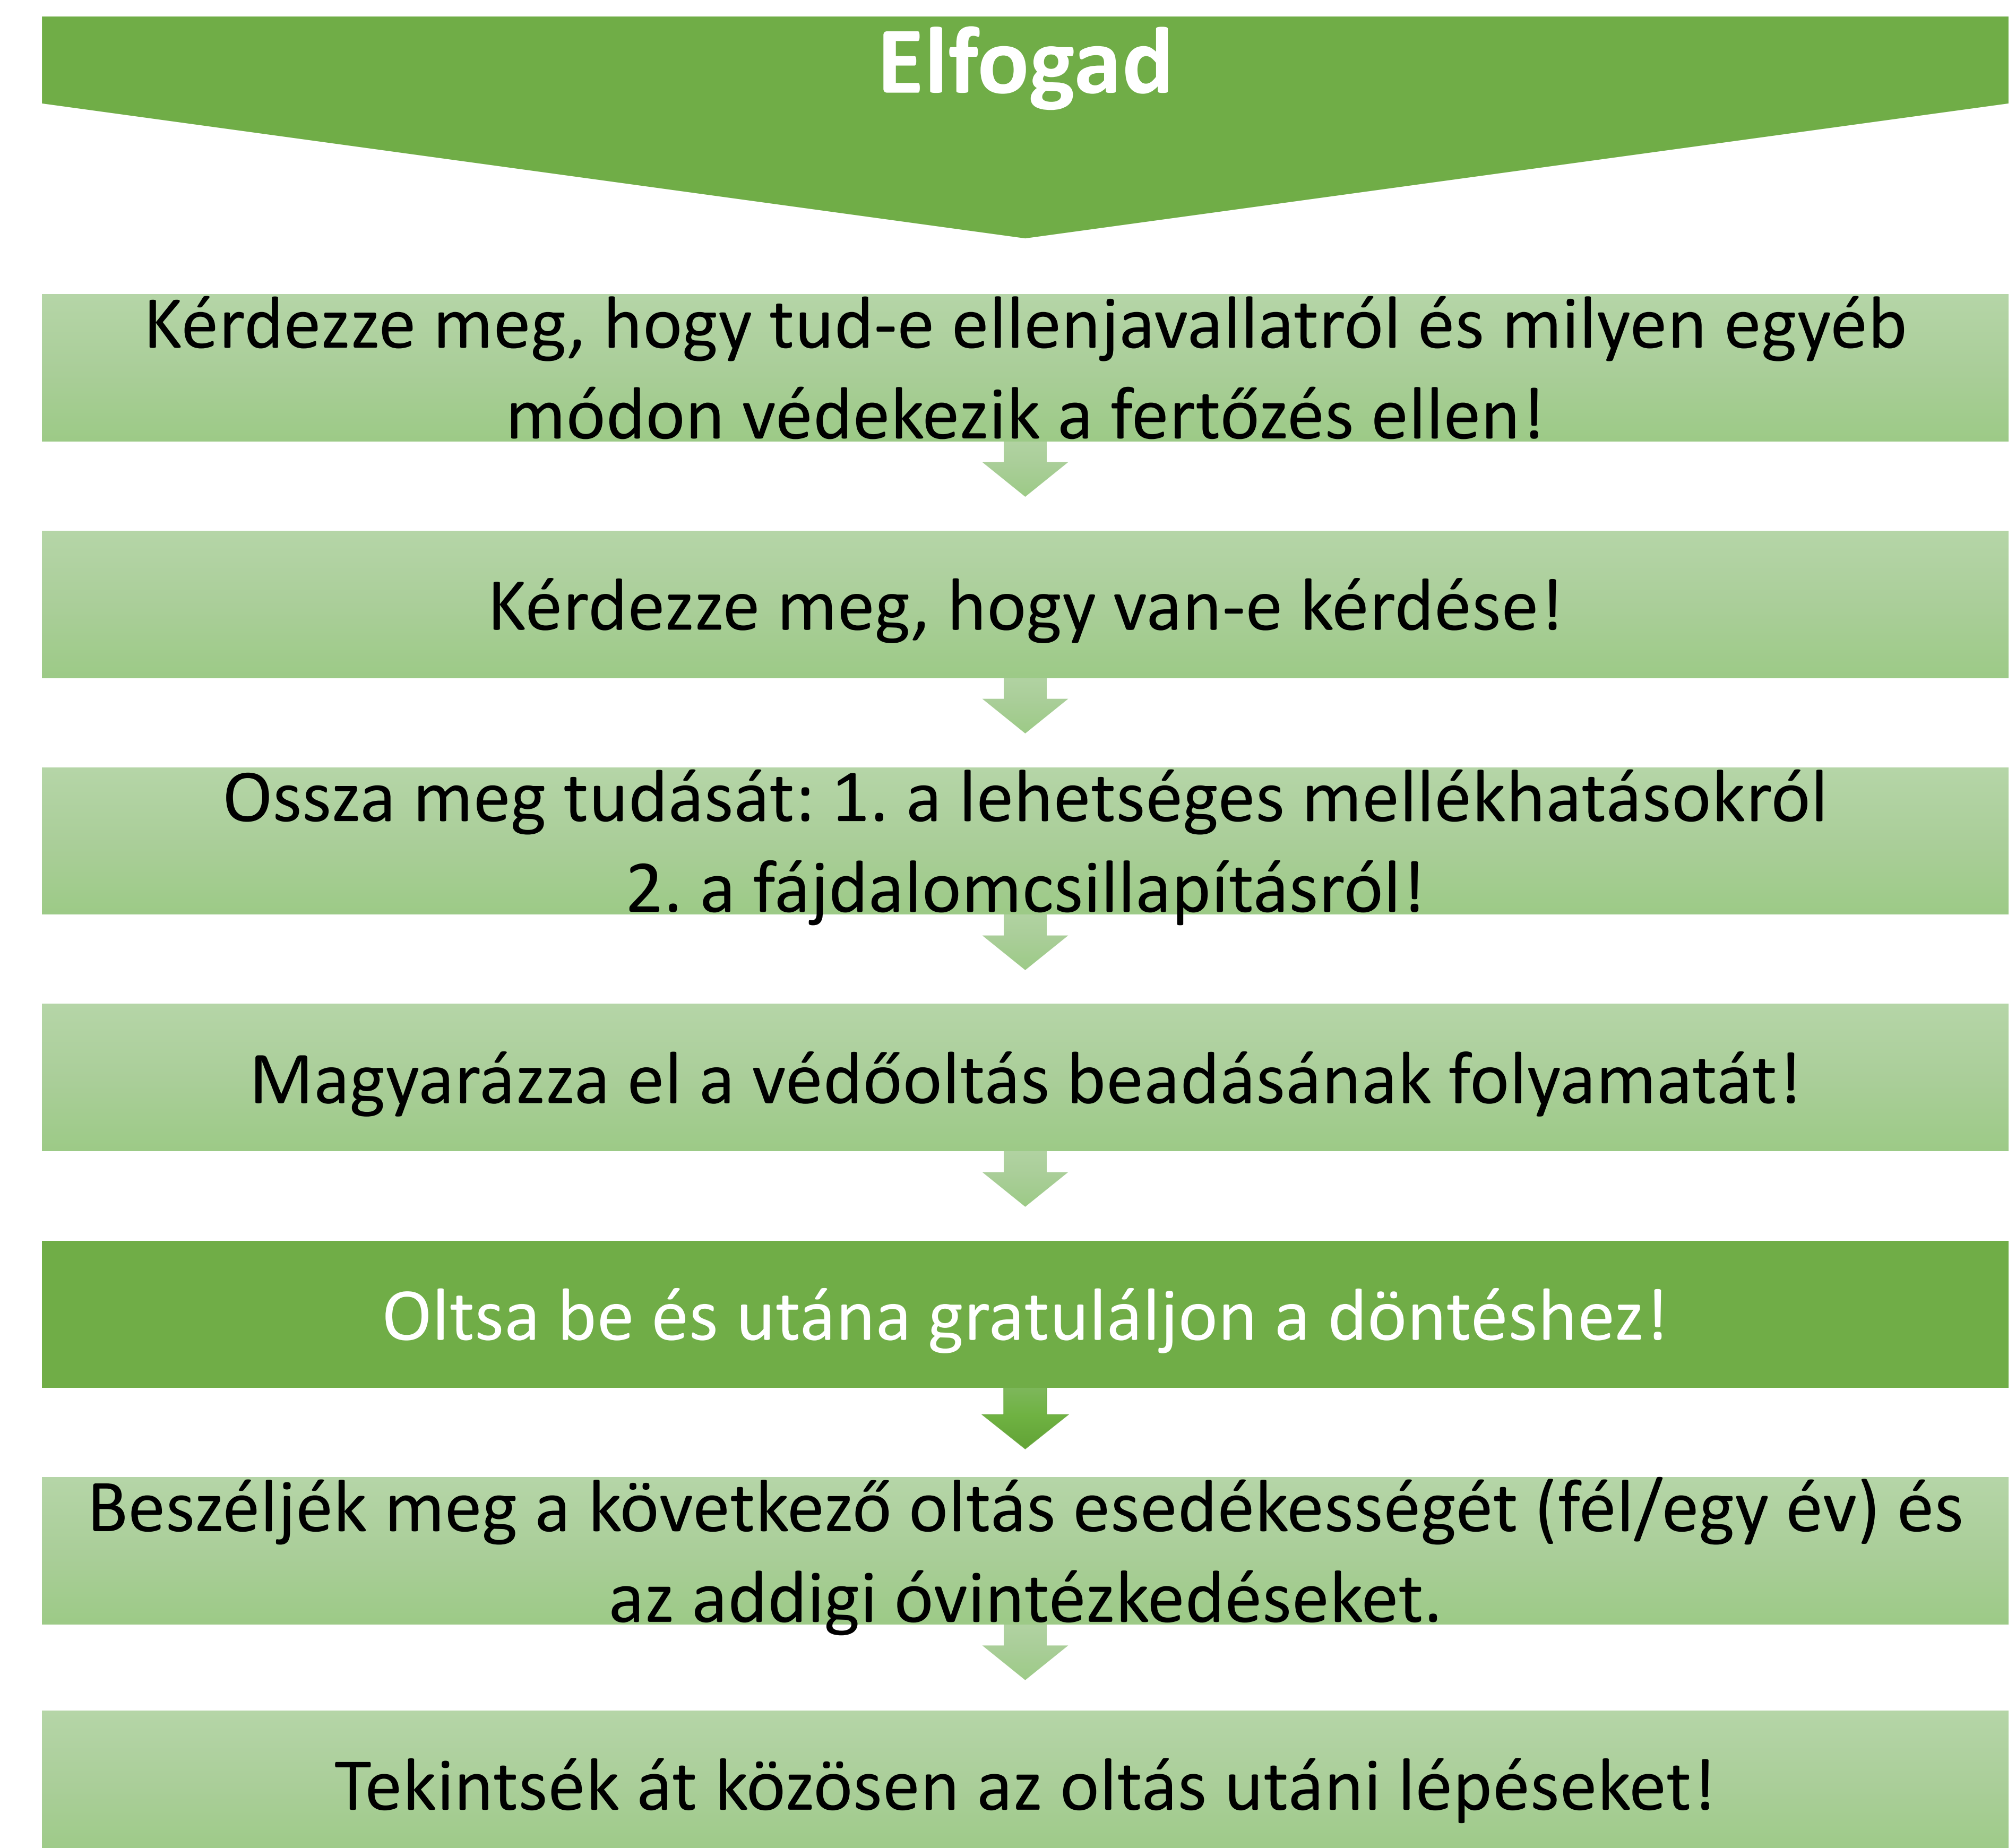 Elfogad
Kérdezze meg, hogy tud-e ellenjavallatról és milyen egyéb
módon védekezik a fertőzés ellen!
Kérdezze meg, hogy van-e kérdése!
Ossza meg tudását: 1. a lehetséges mellékhatásokról
2. a fájdalomcsillapításról!
Magyarázza el a védőoltás beadásának folyamatát!
Oltsa be és utána gratuláljon a döntéshez!
Beszéljék meg a következő oltás esedékességét (fél/egy év) és
az addigi óvintézkedéseket.
Tekintsék át közösen az oltás utáni lépéseket!